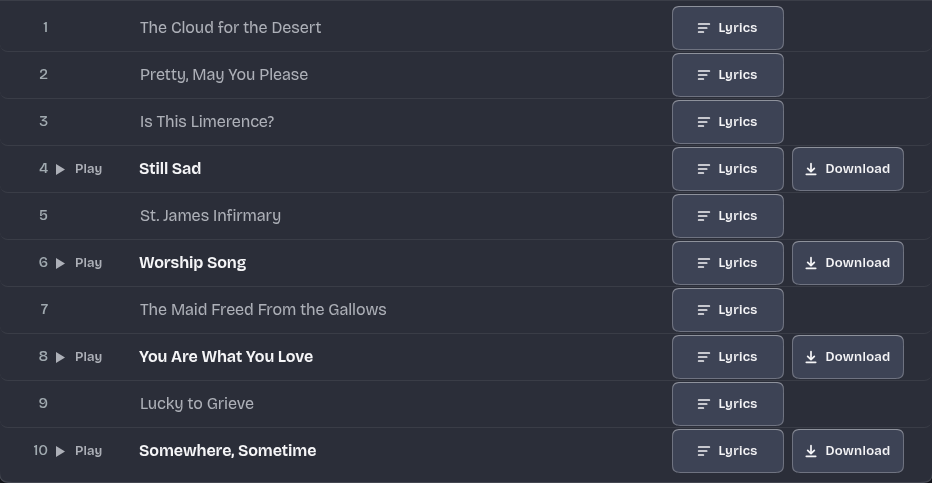 1 The Cloud for the Desert Lyrics
2 Pretty, May You Please Lyrics
3 Is This Limerence? Lyrics
4 Play Still Sad Lyrics Download
5 St. James Infirmary Lyrics
6 Play Worship Song Lyrics Download
7 The Maid Freed From the Gallows Lyrics
8 Play You Are What You Love Lyrics Download
9 Lucky to Grieve Lyrics
10 Play Somewhere, Sometime Lyrics Download